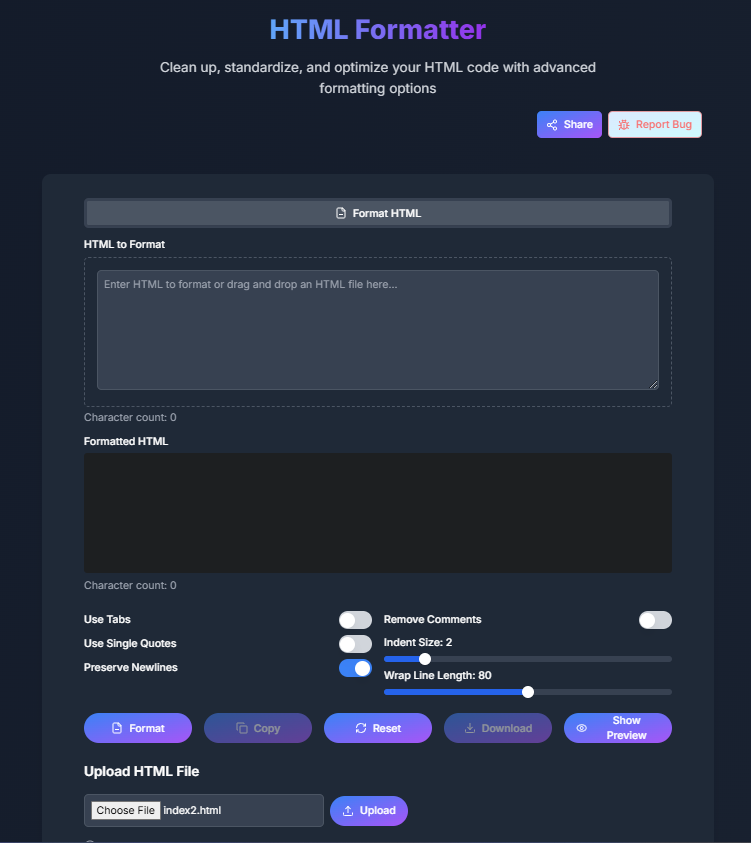 HTML Formatter
Clean up, standardize, and optimize your HTML code with advanced
formatting options
Share
Report Bug
Format HTML
HTML to Format
Enter HTML to format or drag and drop an HTML file here...
Character count: 0
Formatted HTML
Character count: 0
Use Tabs
Remove Comments
Use Single Quotes
Indent Size: 2
Preserve Newlines
Wrap Line Length: 80
Format
Copy
Reset
Download
Show
Preview
Upload HTML File
Choose File index2.html
Upload